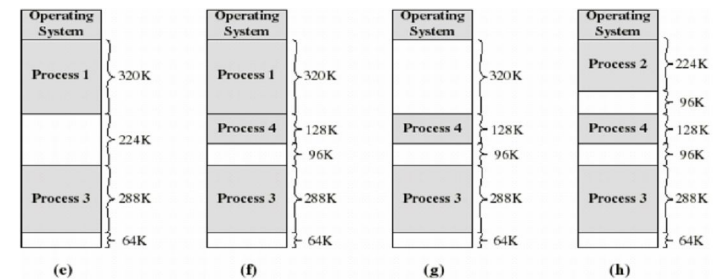 Operating
System
Process 1
320K
224K
Process 3
288K
64K
(e)
Operating
System
Process 1
320K
Process 4
128K
96K
Process 3
288K
64K
(f)
Operating
System
320K
Process 4
128K
96K
Process 3
288K
64K
(g)
Operating
System
Process 2
224K
96K
Process 4
128K
96K
Process 3
288K
64K
(h)